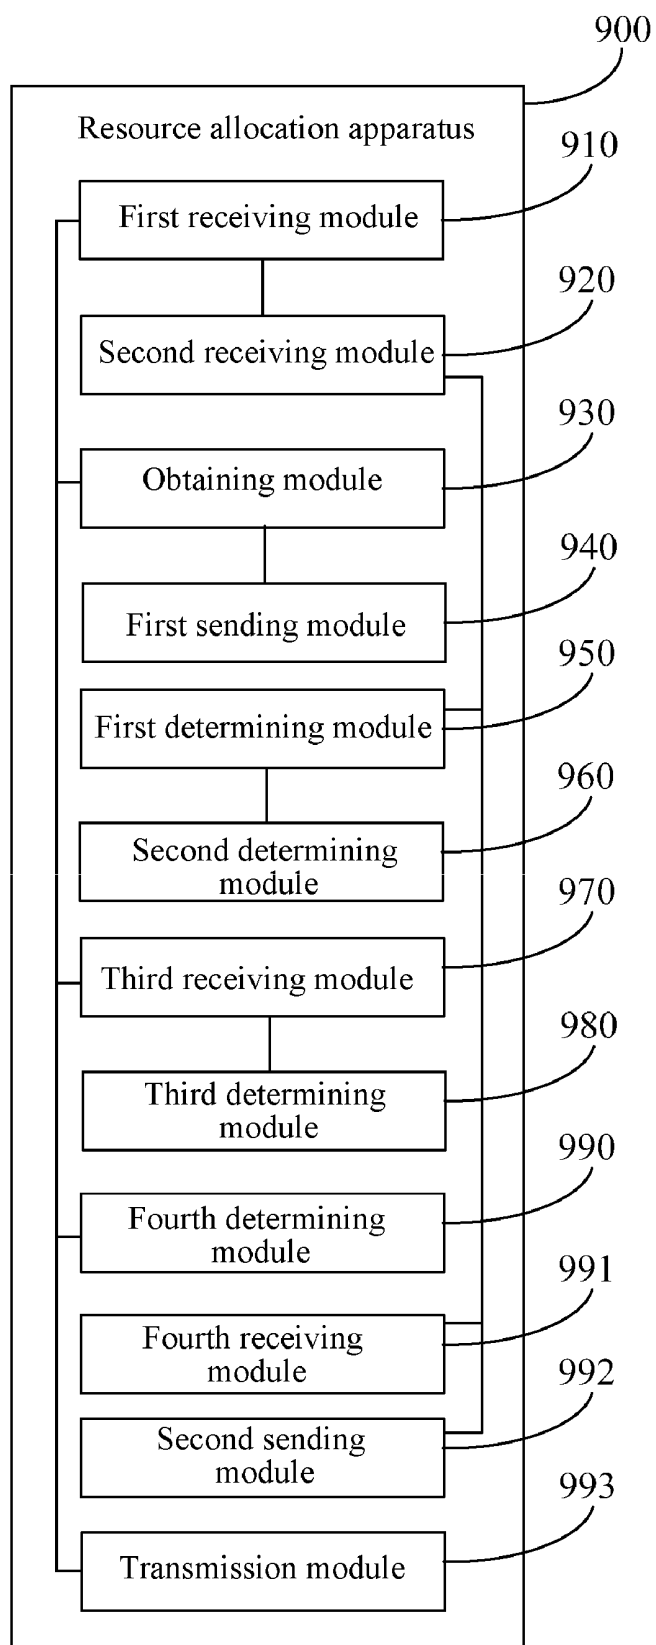 900
Resource allocation apparatus
910
First receiving module
920
Second receiving module
930
Obtaining module
940
First sending module
950
First determining module
960
Second determining
module
970
Third receiving module
980
Third determining
module
990
Fourth determining
module
991
Fourth receiving
module
992
Second sending
module
993
Transmission module